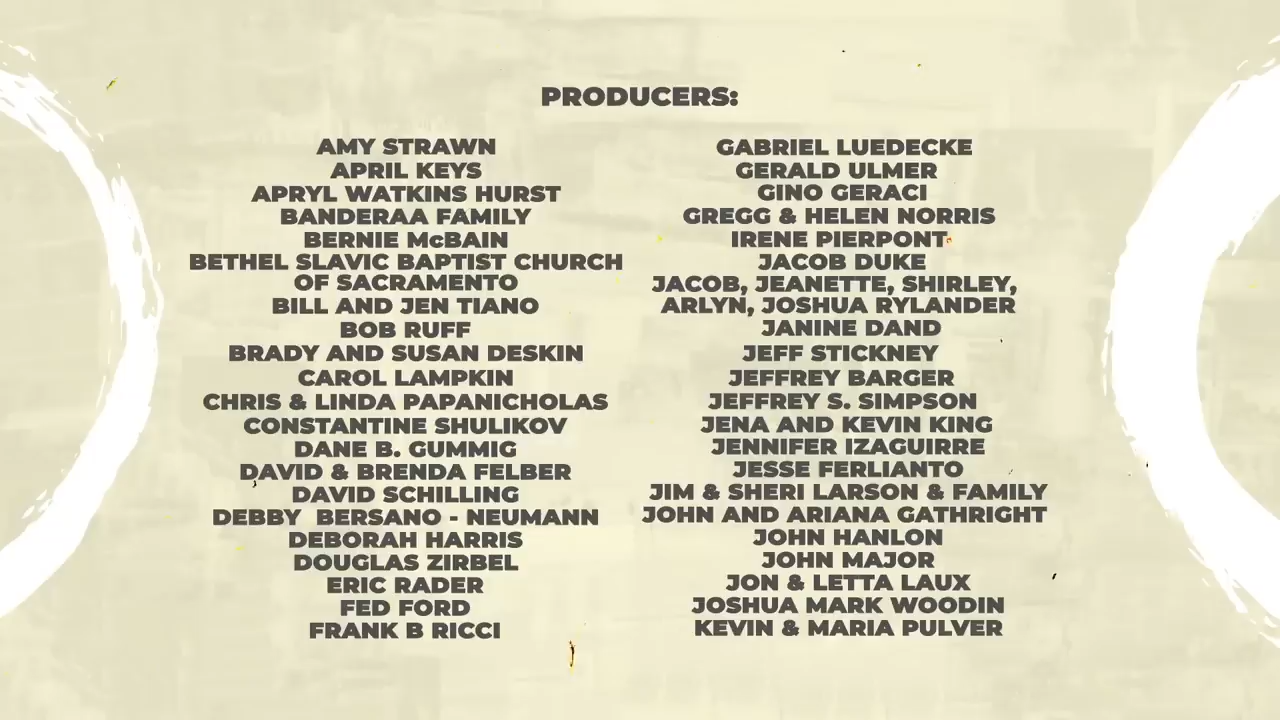 PRODUCERS:
AMY STRAWN
APRIL KEYS
APRYL WATKINS HURST
BANDERAA FAMILY
BERNIE McBAIN
BETHEL SLAVIC BAPTIST CHURCH
OF SACRAMENTO
BILL AND JEN TIANO
BOB RUFF
BRADY AND SUSAN DESKIN
CAROL LAMPKIN
CHRIS & LINDA PAPANICHOLAS
CONSTANTINE SHULIKOV
DANE B. GUMMIG
DAVID & BRENDA FELBER
DAVID SCHILLING
DEBBY  BERSANO - NEUMANN
DEBORAH HARRIS
DOUGLAS ZIRBEL
ERIC RADER
FED FORD
FRANK B RICCI
GABRIEL LUEDECKE
GERALD ULMER
GINO GERACI
GREGG & HELEN NORRIS
IRENE PIERPONT
JACOB DUKE
JACOB, JEANETTE, SHIRLEY,
ARLYN, JOSHUA RYLANDER
JANINE DAND
JEFF STICKNEY
JEFFREY BARGER
JEFFREY S. SIMPSON
JENA AND KEVIN KING
JENNIFER IZAGUIRRE
JESSE FERLIANTO
JIM & SHERI LARSON & FAMILY
JOHN AND ARIANA GATHRIGHT
JOHN HANLON
JOHN MAJOR
JON & LETTA LAUX
JOSHUA MARK WOODIN
KEVIN & MARIA PULVER